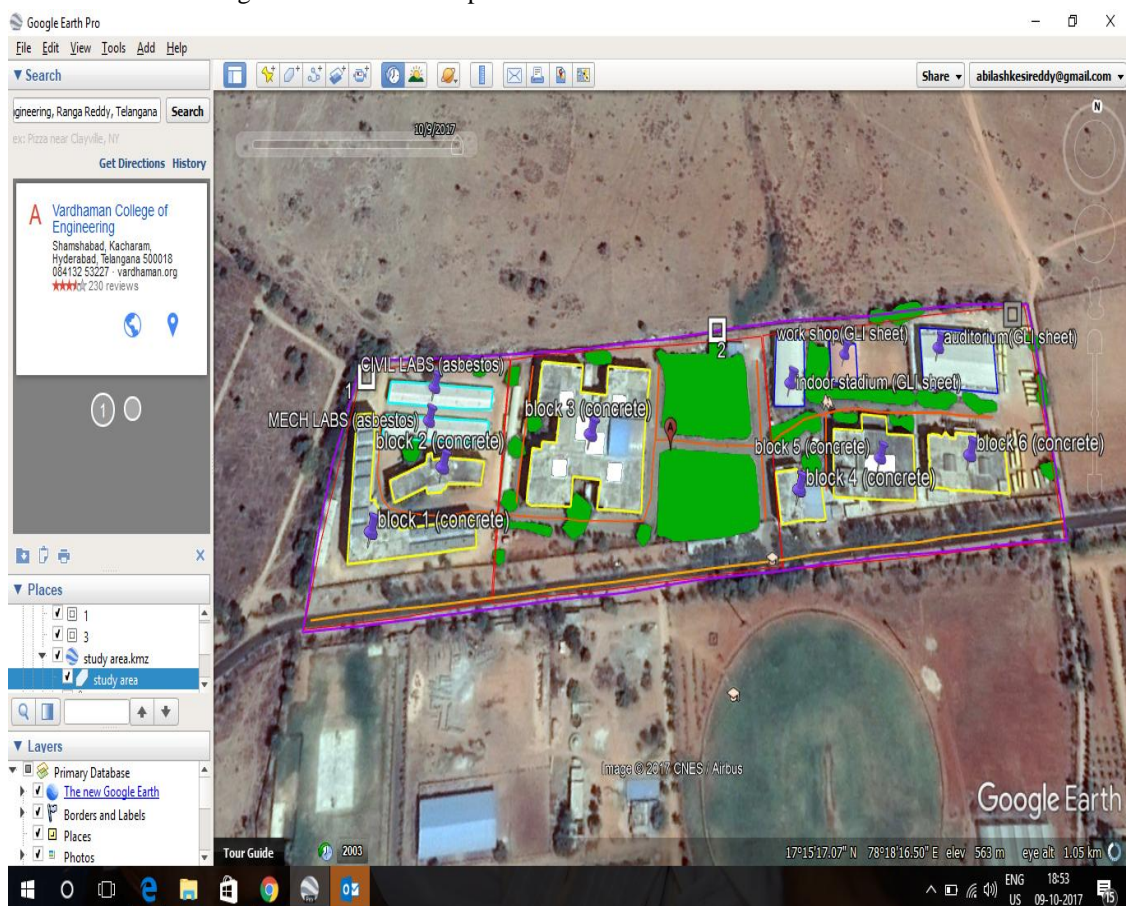 Google Earth Pro
File Edit View Tools Add Help
Search
gineering, Ranga Reddy, Telangana Search
ex: Pizza near Clayville, NY
Get Directions History
A Vardhaman College of
Engineering
Shamshabad, Kacharam,
Hyderabad, Telangana 500018
084132 53227 · vardhaman.org
230 reviews
1
Places
1
3
study area.kmz
study area
Layers
Primary Database
The new Google Earth
Borders and Labels
Places
Photos
Share abilashkesireddy@gmail.com
10/9/2017
N
work shop(GLI sheet)
auditorium(GLI sheet)
2
CIVIL LABS (asbestos)
1
indoor stadium (GLI sheet)
MECH LABS (asbestos)
block 3 (concrete)
A
block 2 (concrete)
block 5 (concrete)
block 6 (concrete)
block 4 (concrete)
block 1 (concrete)
Image © 2017 CNES / Airbus
Google Earth
Tour Guide 2003 17°15'17.07" N 78°18'16.50" E elev 563 m eye alt 1.05 km
ENG 18:53
US 09-10-2017 15